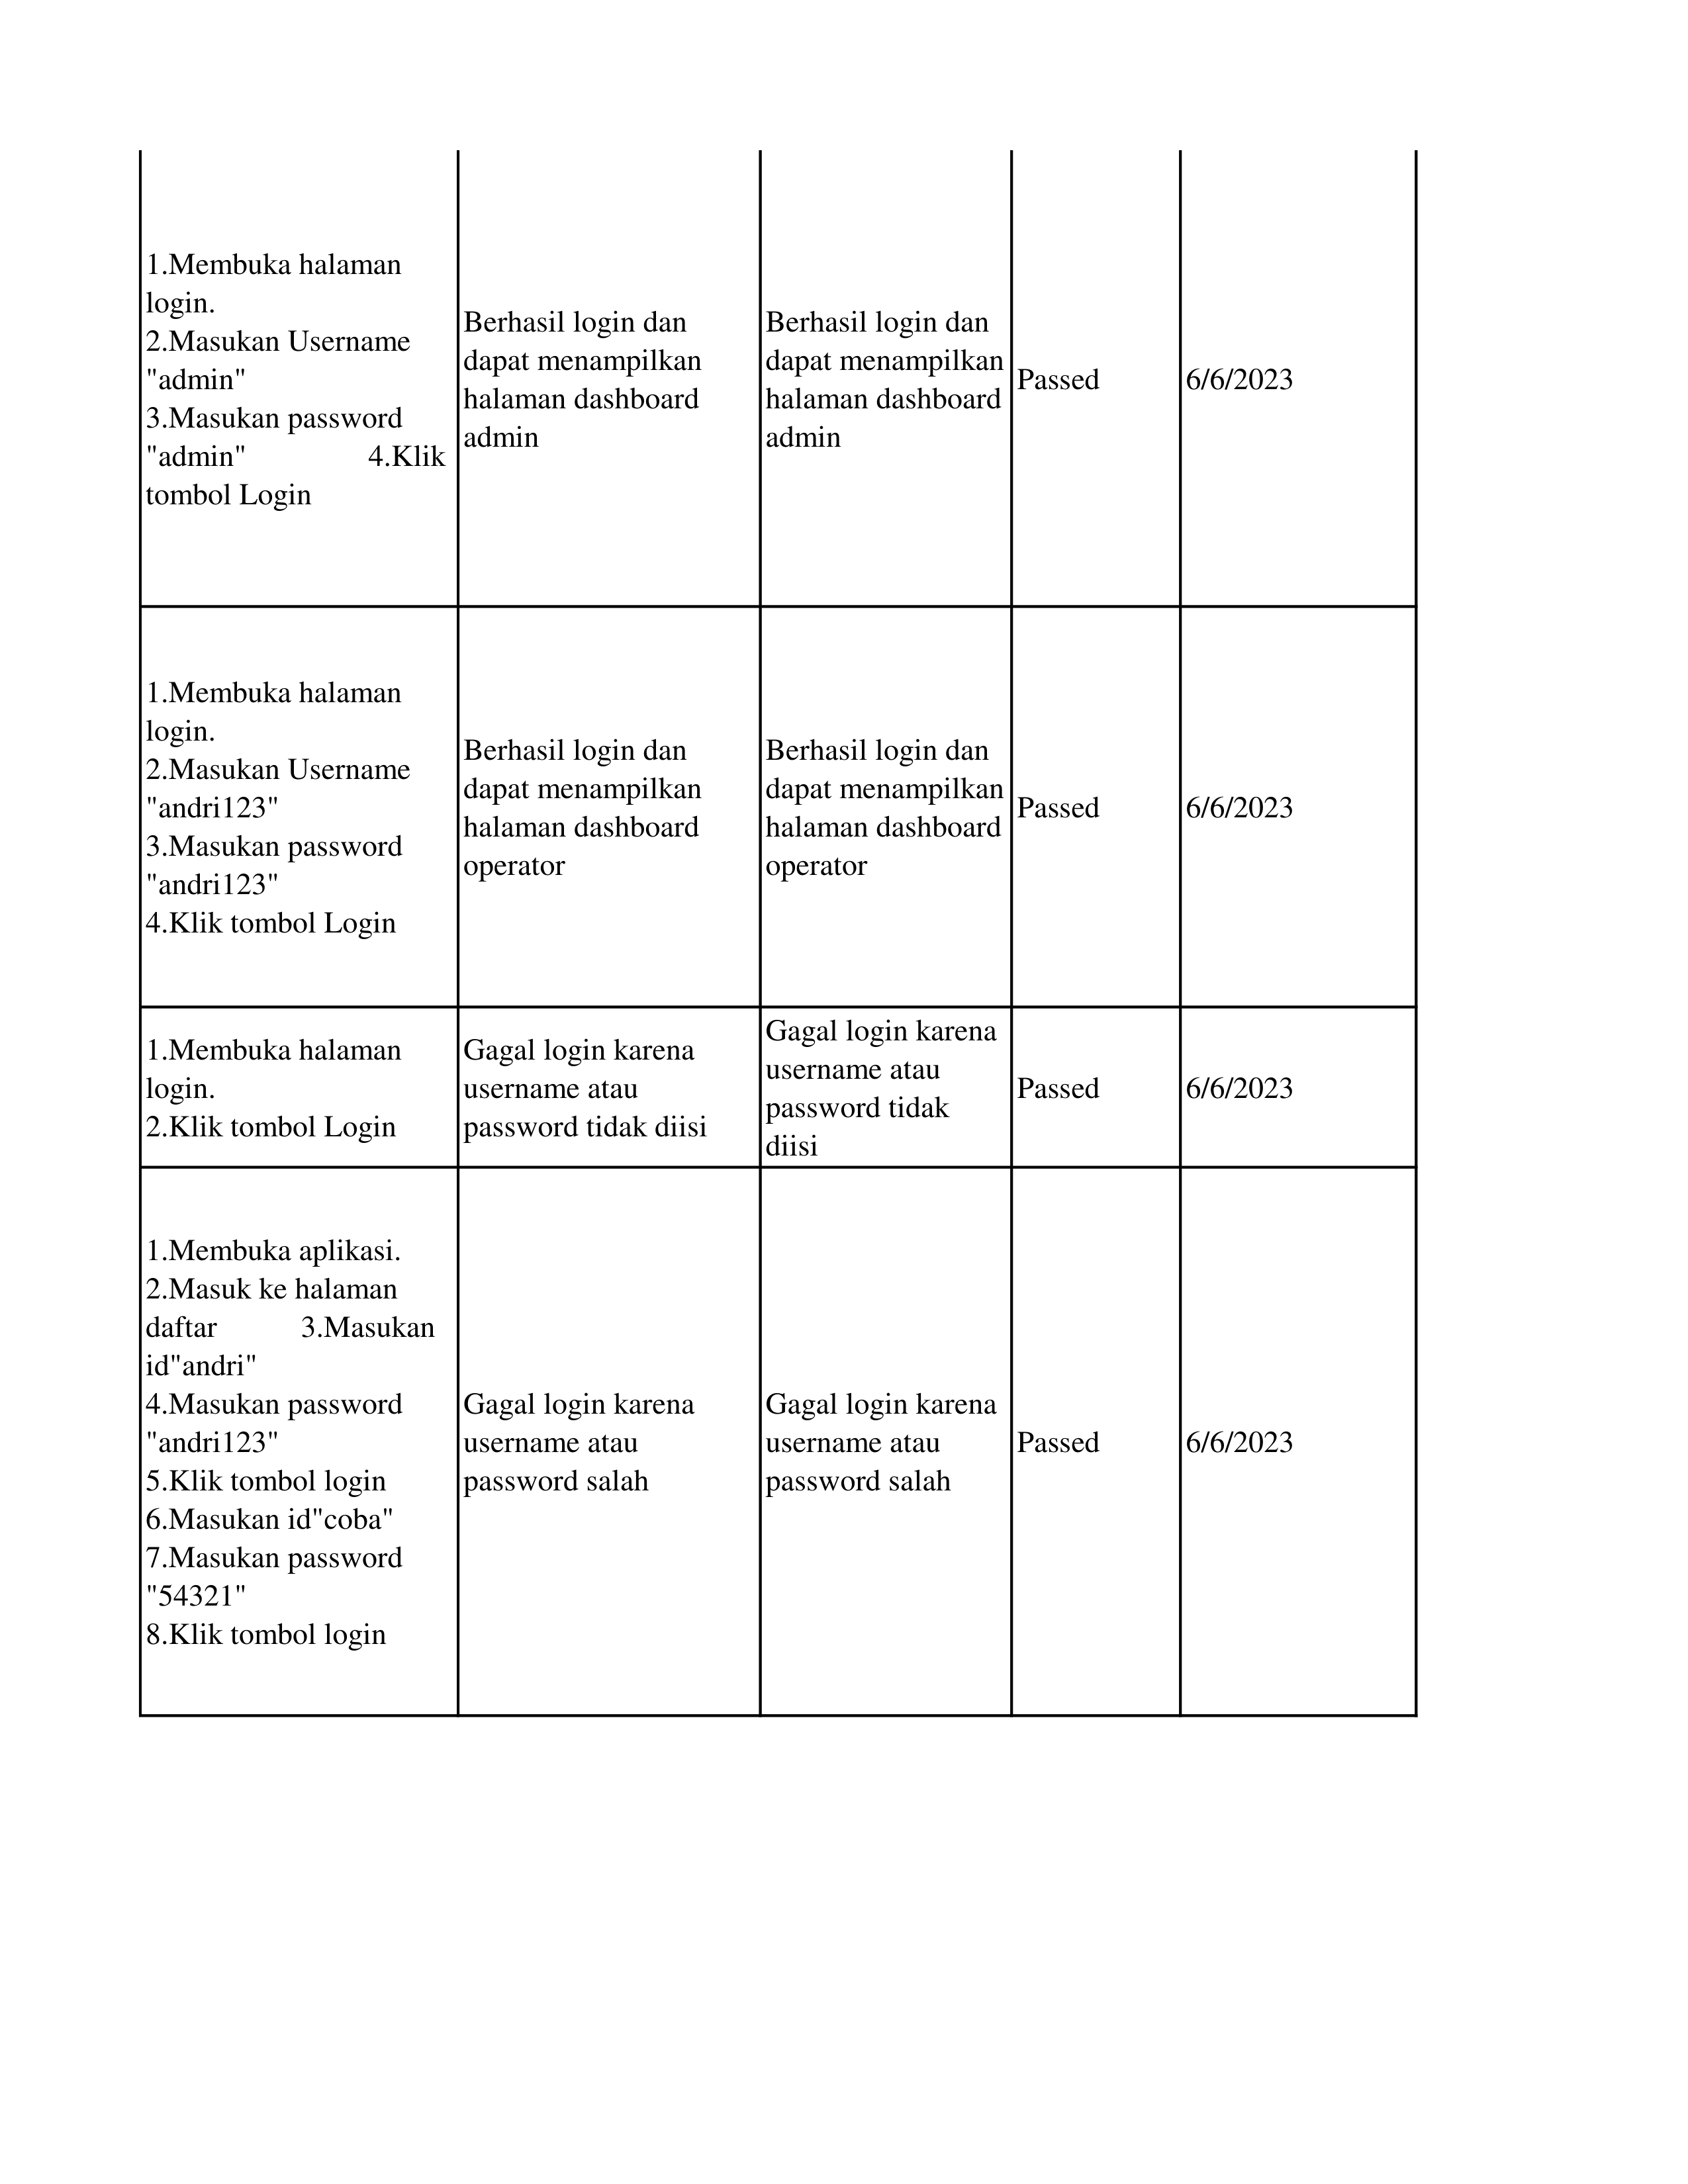 1.Membuka halaman
login.
2.Masukan Username
"admin"
3.Masukan password
"admin" 4.Klik
tombol Login
Berhasil login dan
dapat menampilkan
halaman dashboard
admin
Berhasil login dan
dapat menampilkan
halaman dashboard
admin
Passed
6/6/2023
1.Membuka halaman
login.
2.Masukan Username
"andri123"
3.Masukan password
"andri123"
4.Klik tombol Login
Berhasil login dan
dapat menampilkan
halaman dashboard
operator
Berhasil login dan
dapat menampilkan
halaman dashboard
operator
Passed
6/6/2023
1.Membuka halaman
login.
2.Klik tombol Login
Gagal login karena
username atau
password tidak diisi
Gagal login karena
username atau
password tidak
diisi
Passed
6/6/2023
1.Membuka aplikasi.
2.Masuk ke halaman
daftar 3.Masukan
id"andri"
4.Masukan password
"andri123"
5.Klik tombol login
6.Masukan id"coba"
7.Masukan password
"54321"
8.Klik tombol login
Gagal login karena
username atau
password salah
Gagal login karena
username atau
password salah
Passed
6/6/2023